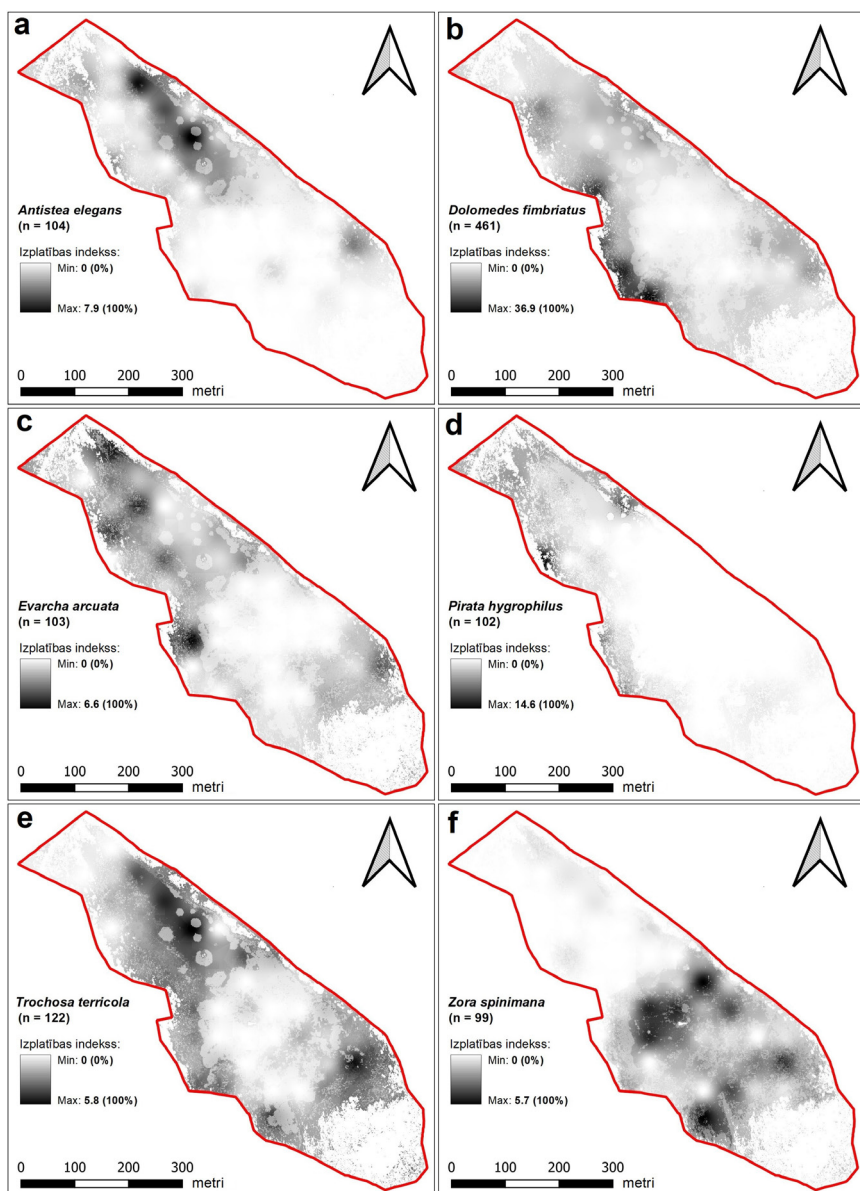 a
Antistea elegans
(n = 104)
Izplatības indekss:
Min: 0 (0%)
Max: 7.9 (100%)
0 100 200 300
metri
b
Dolomedes fimbriatus
(n = 461)
Izplatības indekss:
Min: 0 (0%)
Max: 36.9 (100%)
0 100 200 300
metri
c
Evarcha arcuata
(n = 103)
Izplatības indekss:
Min: 0 (0%)
Max: 6.6 (100%)
0 100 200 300
metri
d
Pirata hygrophilus
(n = 102)
Izplatības indekss:
Min: 0 (0%)
Max: 14.6 (100%)
0 100 200 300
metri
e
Trochosa terricola
(n = 122)
Izplatības indekss:
Min: 0 (0%)
Max: 5.8 (100%)
0 100 200 300
metri
f
Zora spinimana
(n = 99)
Izplatības indekss:
Min: 0 (0%)
Max: 5.7 (100%)
0 100 200 300
metri